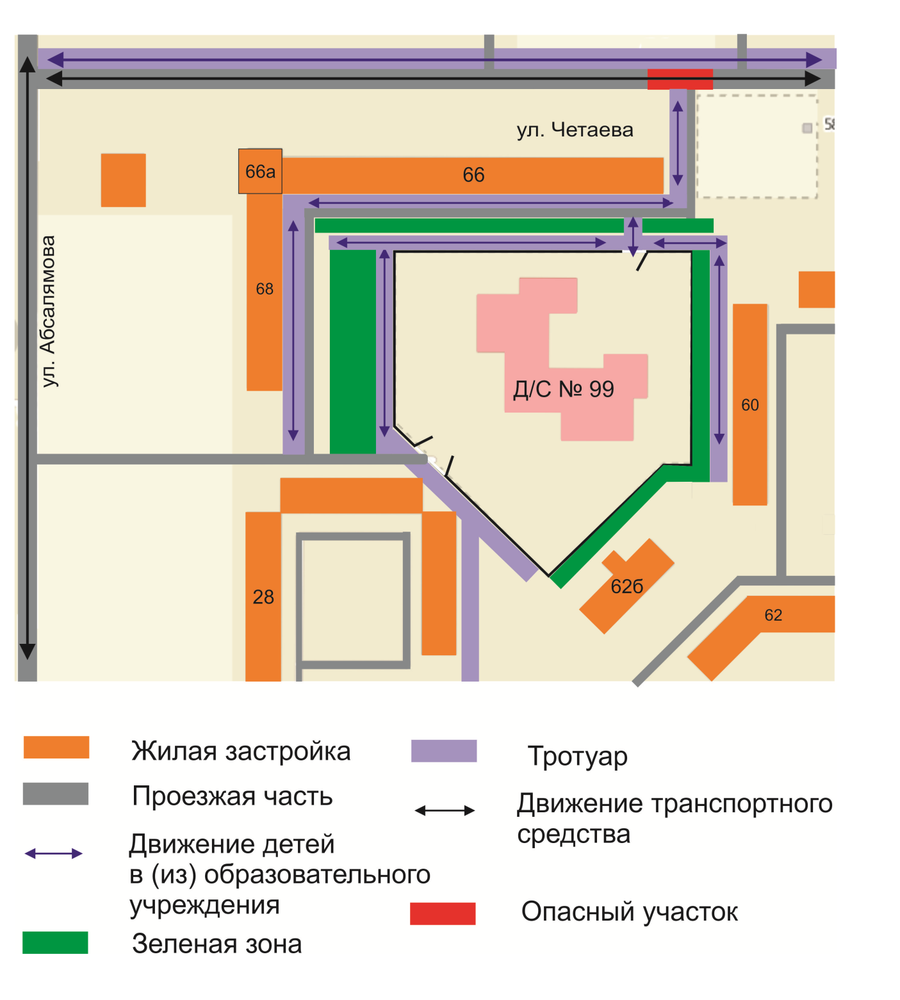 ул. Четаева
58
66а
66
ул. Абсалямова
68
Д/С № 99
60
28
62б
62
Жилая застройка
Тротуар
Проезжая часть
Движение транспортного
средства
Движение детей
в (из) образовательного
учреждения
Опасный участок
Зеленая зона